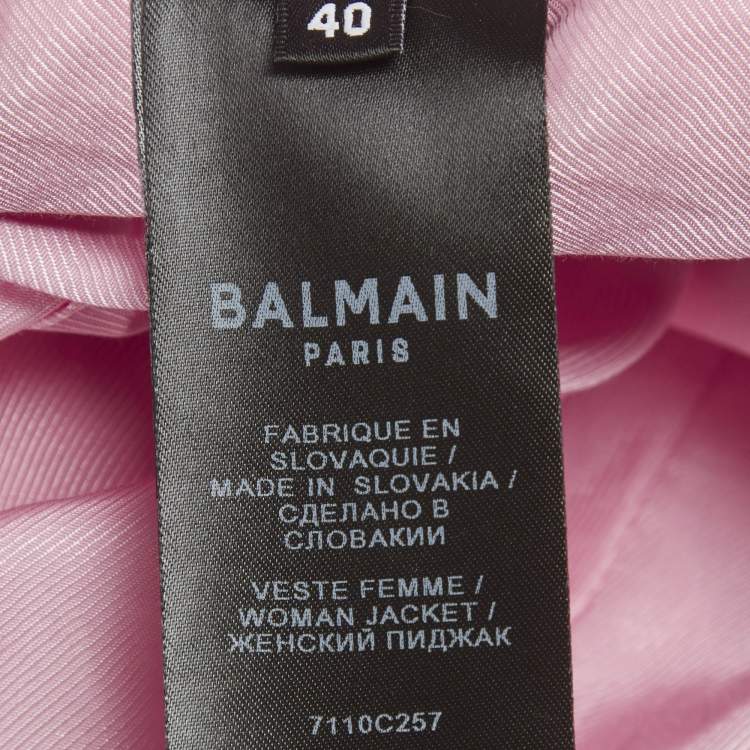 40
BALMAIN
PARIS
FABRIQUE EN
SLOVAQUIE /
MADE IN SLOVAKIA /
СДЕЛАНО В
СЛОВАКИИ
VESTE FEMME /
WOMAN JACKET /
ЖЕНСКИЙ ПИДЖАК
7110C257